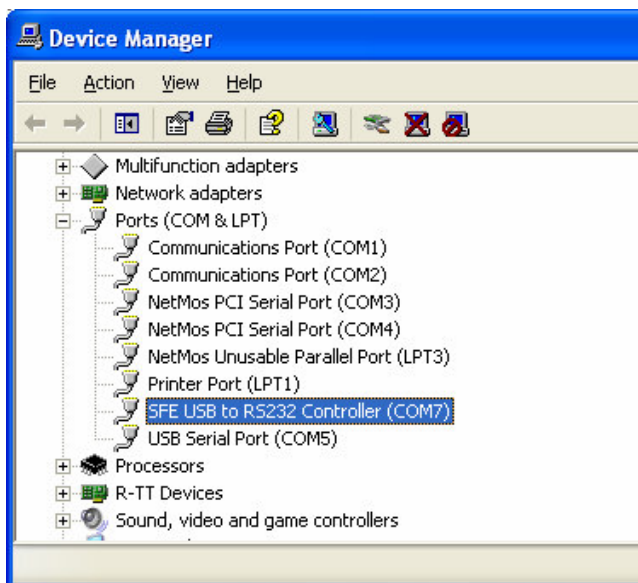 Device Manager
File Action View Help
Multifunction adapters
Network adapters
Ports (COM & LPT)
Communications Port (COM1)
Communications Port (COM2)
NetMos PCI Serial Port (COM3)
NetMos PCI Serial Port (COM4)
NetMos Unusable Parallel Port (LPT3)
Printer Port (LPT1)
SFE USB to RS232 Controller (COM7)
USB Serial Port (COM5)
Processors
R-TT Devices
Sound, video and game controllers